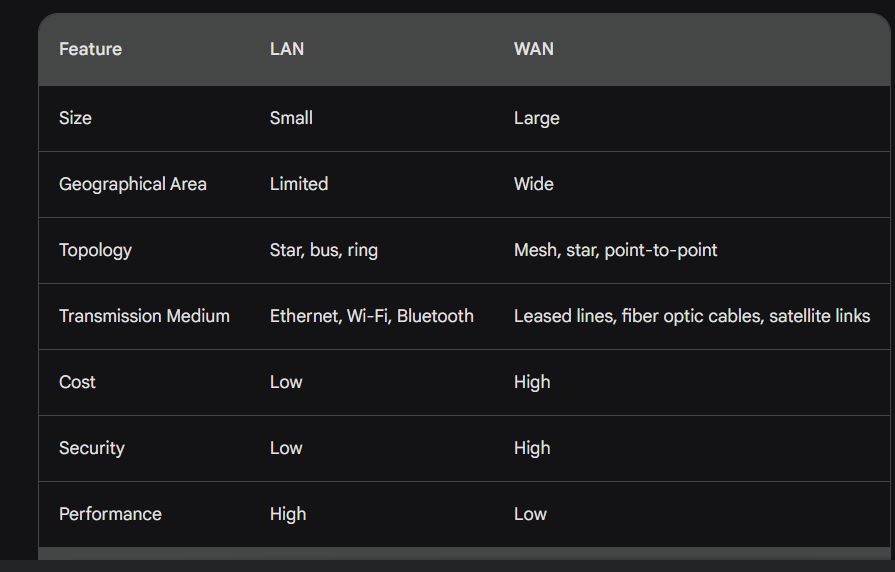 Feature LAN WAN
Size Small Large
Geographical Area Limited Wide
Topology Star, bus, ring Mesh, star, point-to-point
Transmission Medium Ethernet, Wi-Fi, Bluetooth Leased lines, fiber optic cables, satellite links
Cost Low High
Security Low High
Performance High Low